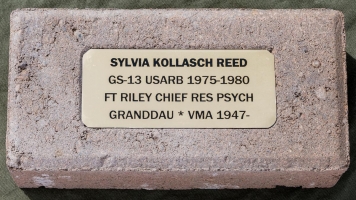 SYLVIA KOLLASCH REED
GS-13 USARB 1975-1980
FT RILEY CHIEF RES PSYCH
GRANDDAU * VMA 1947-